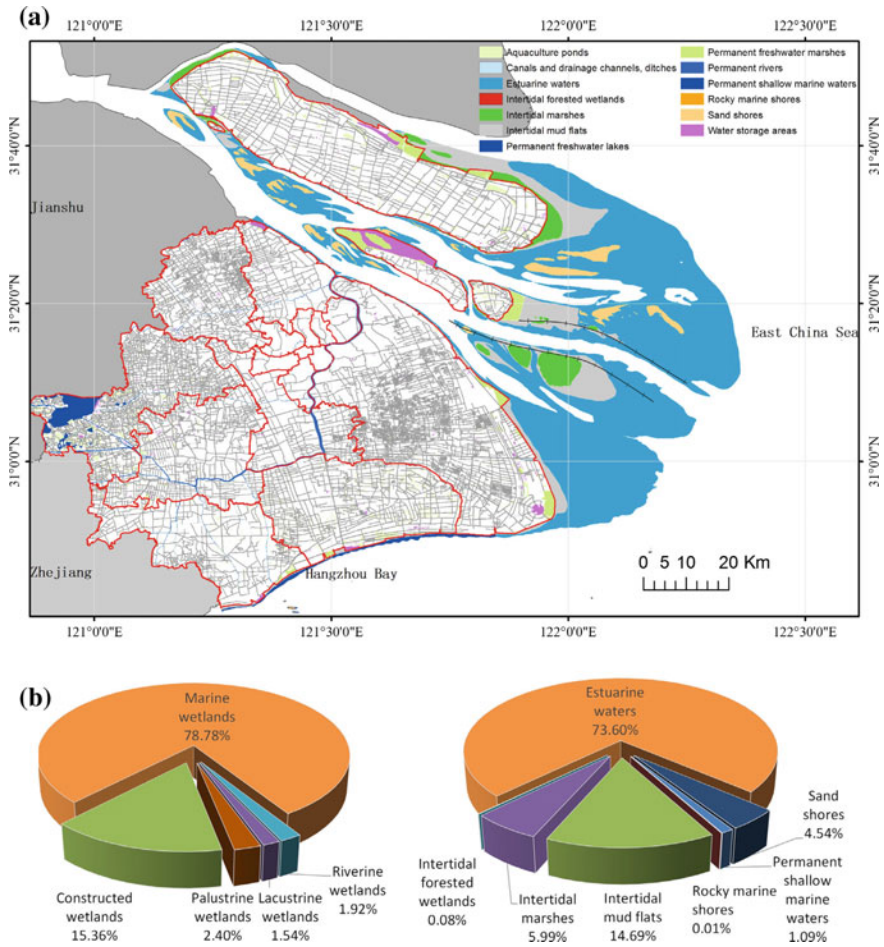 (a)
121°0'0"E
121°30'0"E
122°0'0"E
122°30'0"E
Aquaculture ponds
Canals and drainage channels, ditches
Estuarine waters
Intertidal forested wetlands
Intertidal marshes
Intertidal mud flats
Permanent freshwater lakes
Permanent freshwater marshes
Permanent rivers
Permanent shallow marine waters
Rocky marine shores
Sand shores
Water storage areas
31°40'0"N
31°40'0"N
Jianshu
31°20'0"N
31°20'0"N
East China Sea
31°0'0"N
31°0'0"N
Zhejiang
Hangzhou Bay
0 5 10 20 Km
121°0'0"E
121°30'0"E
122°0'0"E
122°30'0"E
(b)
Marine
wetlands
78.78%
Constructed
wetlands
15.36%
Palustrine
wetlands
2.40%
Lacustrine
wetlands
1.54%
Riverine
wetlands
1.92%
Estuarine
waters
73.60%
Intertidal
forested
wetlands
0.08%
Intertidal
marshes
5.99%
Intertidal
mud flats
14.69%
Rocky marine
shores
0.01%
Permanent
shallow
marine
waters
1.09%
Sand
shores
4.54%